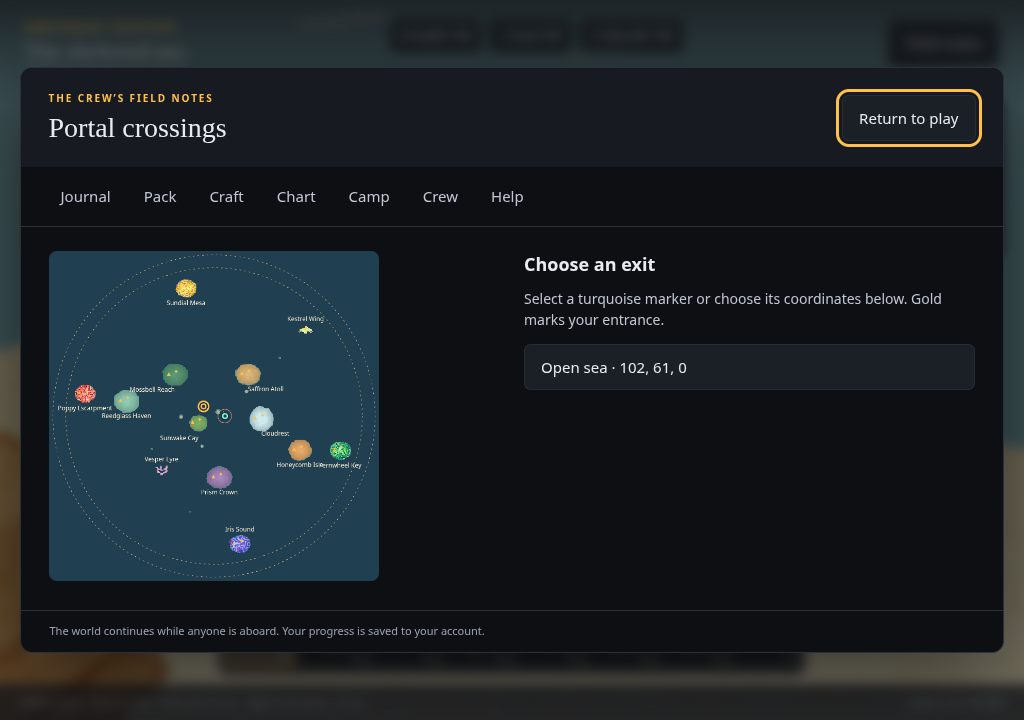 THE CREW'S FIELD NOTES
Portal crossings
Return to play
Journal
Pack
Craft
Chart
Camp
Crew
Help
Sundial Mesa
Kestrel Wing
Mossbell Reach
Saffron Atoll
Poppy Escarpment
Reedglass Haven
Sunwake Cay
Cloudrest
Vesper Lyre
Honeycomb Isle
Fernwheel Key
Prism Crown
Iris Sound
Choose an exit
Select a turquoise marker or choose its coordinates below. Gold
marks your entrance.
Open sea · 102, 61, 0
The world continues while anyone is aboard. Your progress is saved to your account.